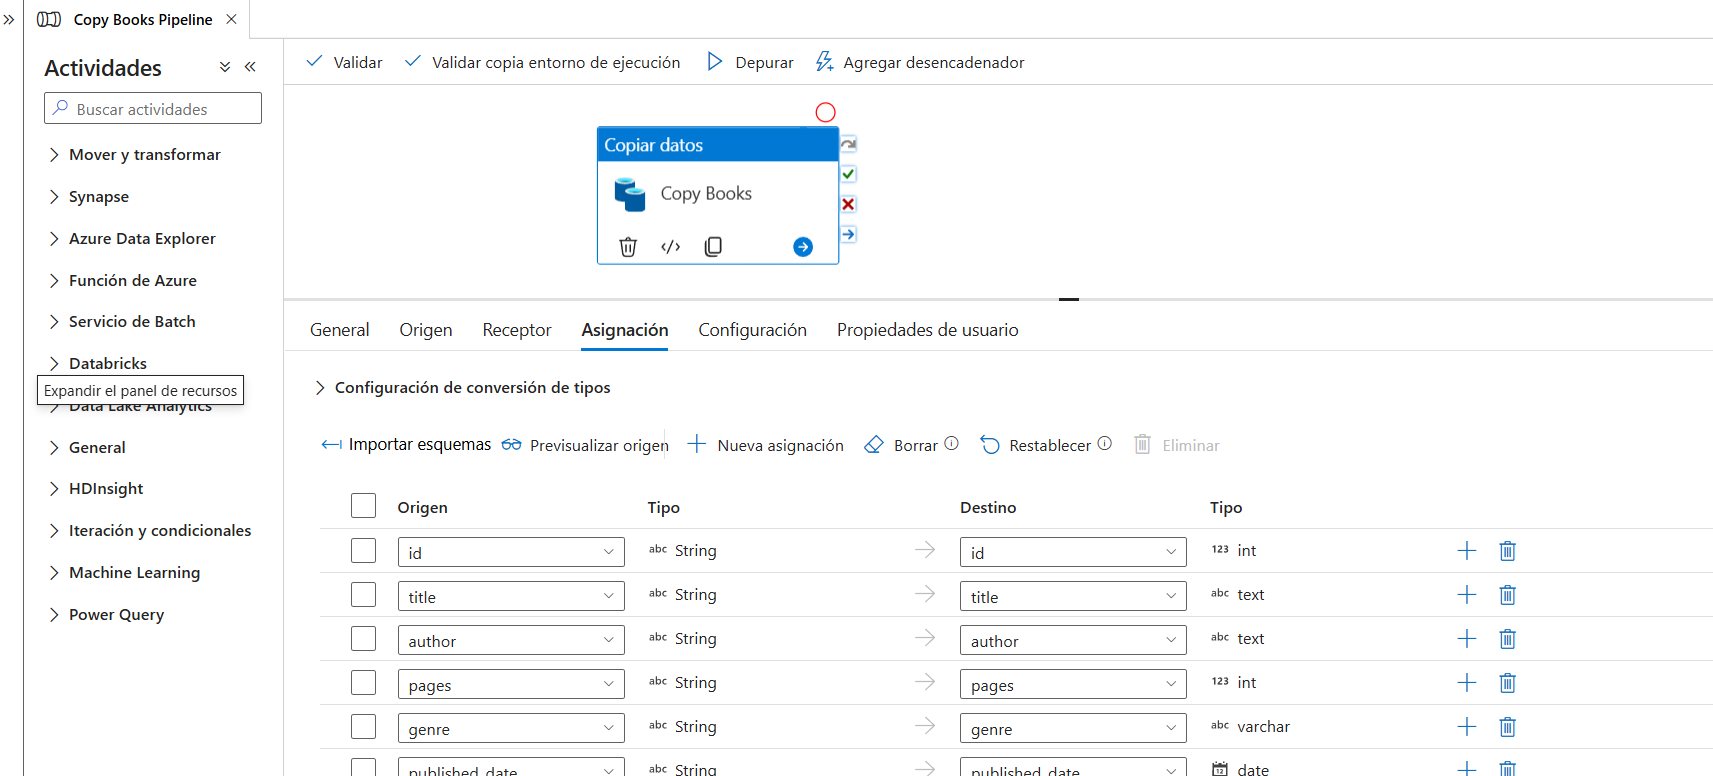 Copy Books Pipeline
Actividades
Buscar actividades
Mover y transformar
Synapse
Azure Data Explorer
Función de Azure
Servicio de Batch
Databricks
Expandir el panel de recursos
Data Lake Analytics
General
HDInsight
Iteración y condicionales
Machine Learning
Power Query
Validar Validar copia entorno de ejecución Depurar Agregar desencadenador
Copiar datos
Copy Books
General Origen Receptor Asignación Configuración Propiedades de usuario
Configuración de conversión de tipos
Importar esquemas Previsualizar origen Nueva asignación Borrar Restablecer Eliminar
Origen Tipo Destino Tipo
id abc String id 123 int
title abc String title abc text
author abc String author abc text
pages abc String pages 123 int
genre abc String genre abc varchar
published_date abc String published_date 12 date